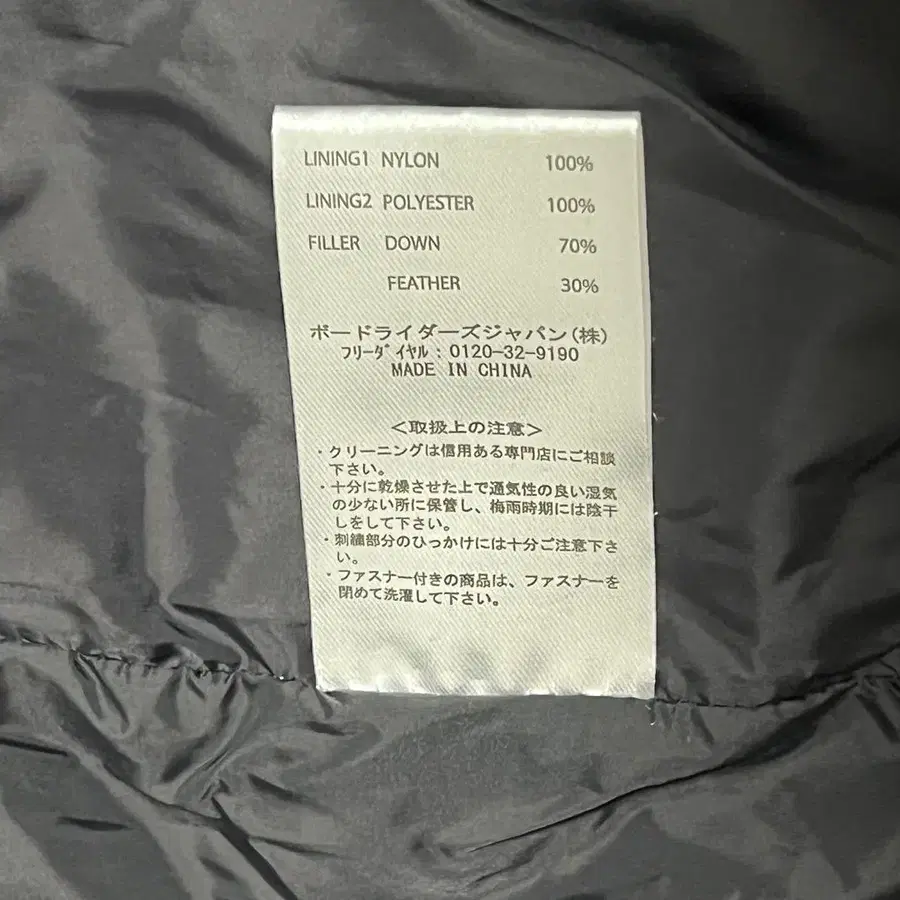 LINING1 NYLON 100%
LINING2 POLYESTER 100%
FILLER DOWN 70%
FEATHER 30%
ボードライダーズジャパン(株)
フリーダイヤル:0120-32-9190
MADE IN CHINA
<取扱上の注意>
・クリーニングは信用ある専門店にご相談
下さい。
・十分に乾燥させた上で通気性の良い湿気
の少ない所に保管し、梅雨時期には陰干
しをして下さい。
・刺繍部分のひっかけには十分ご注意下さ
い。
・ファスナー付きの商品は、ファスナーを
閉めて洗濯して下さい。